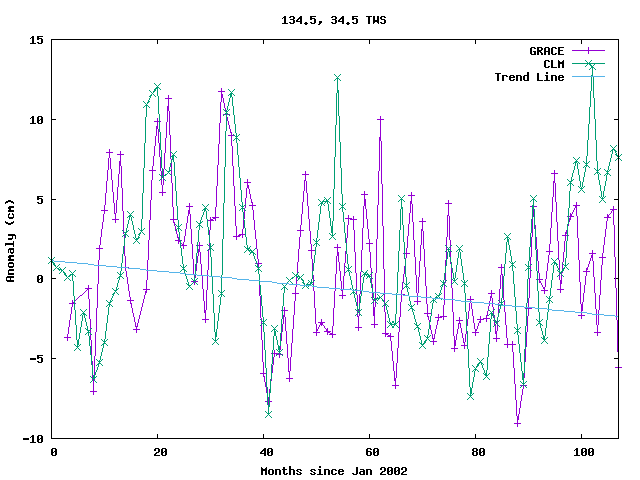 134.5, 34.5 TWS
15
GRACE
CLM
Trend Line
10
5
Anomaly (cm)
0
-5
-10
0 20 40 60 80 100
Months since Jan 2002